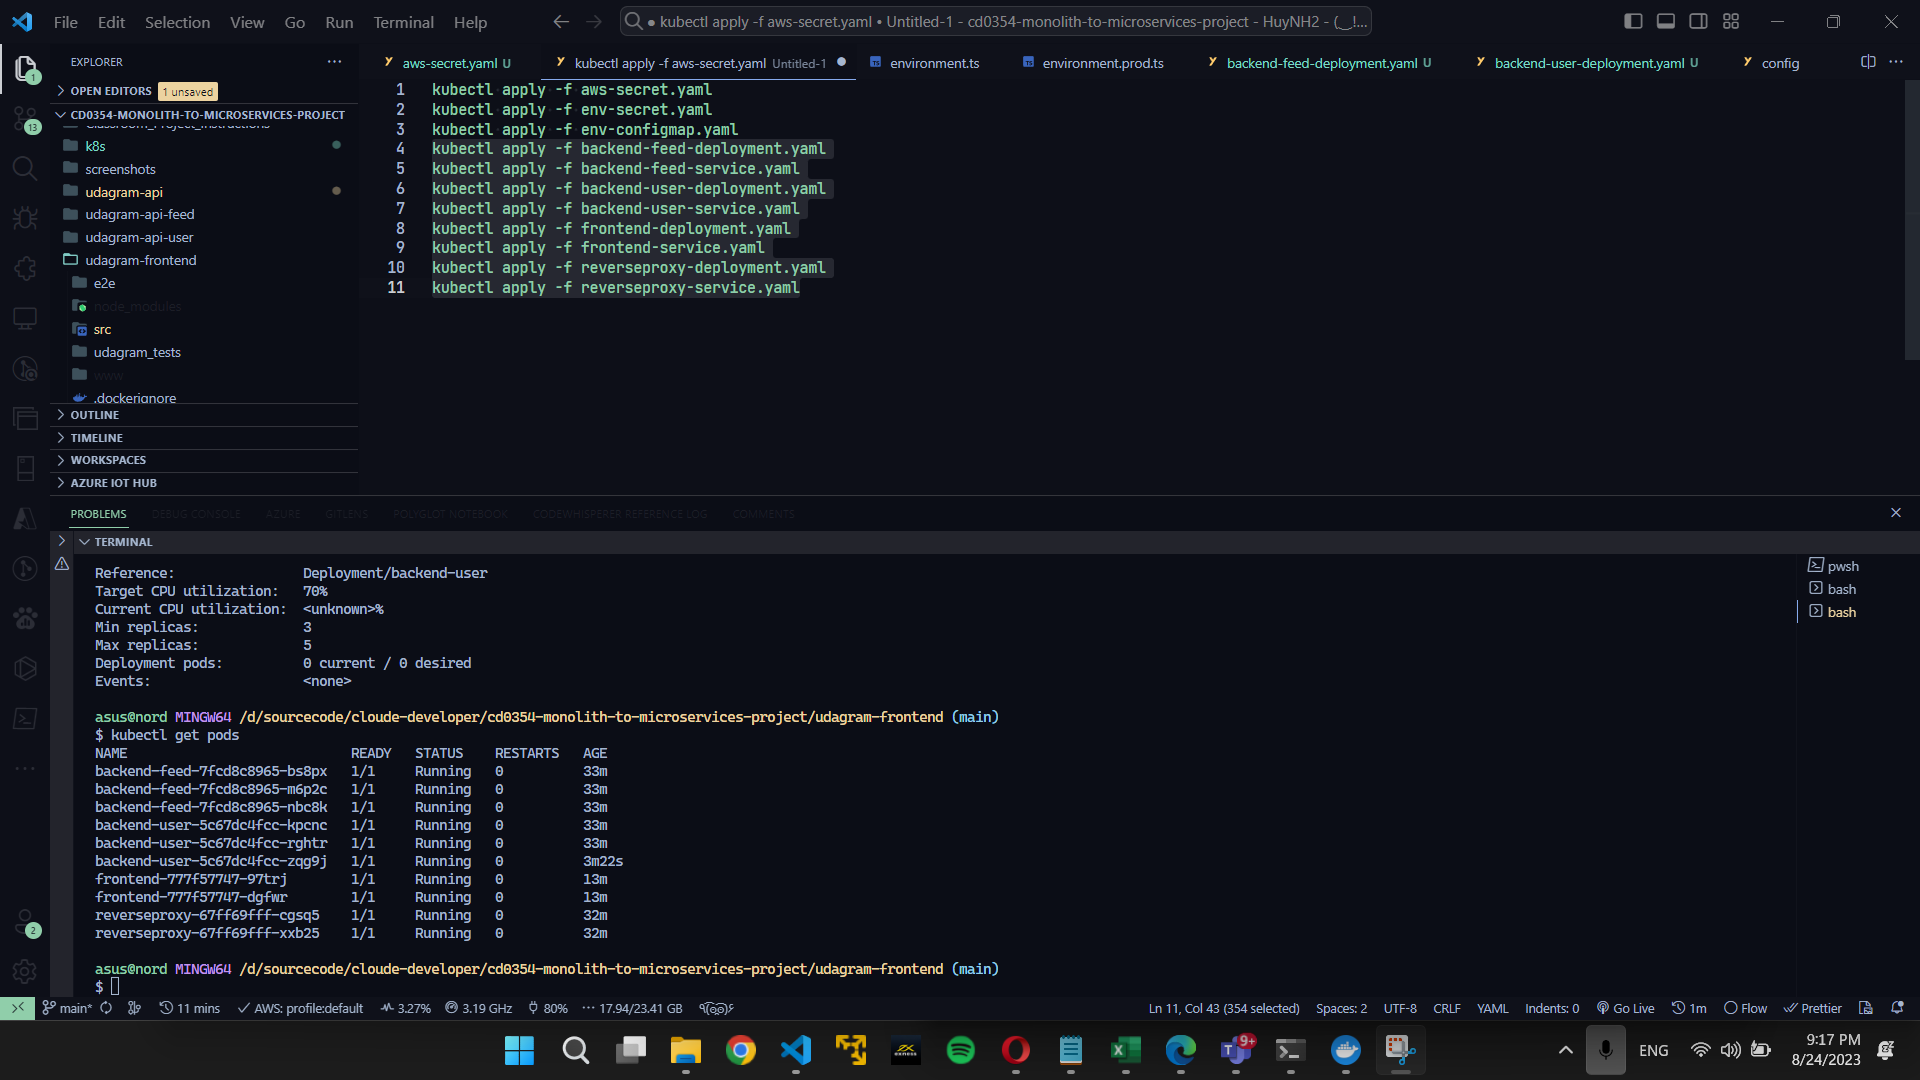 File Edit Selection View Go Run Terminal Help
● kubectl apply -f aws-secret.yaml • Untitled-1 - cd0354-monolith-to-microservices-project - HuyNH2 - (‿!...
EXPLORER
OPEN EDITORS 1 unsaved
CD0354-MONOLITH-TO-MICROSERVICES-PROJECT
Classroom_Project_Instructions
k8s
screenshots
udagram-api
udagram-api-feed
udagram-api-user
udagram-frontend
e2e
node_modules
src
udagram_tests
www
.dockerignore
OUTLINE
TIMELINE
WORKSPACES
AZURE IOT HUB
1
13
2
aws-secret.yaml U
kubectl apply -f aws-secret.yaml Untitled-1
environment.ts
environment.prod.ts
backend-feed-deployment.yaml U
backend-user-deployment.yaml U
config
1 kubectl apply -f aws-secret.yaml
2 kubectl apply -f env-secret.yaml
3 kubectl apply -f env-configmap.yaml
4 kubectl apply -f backend-feed-deployment.yaml
5 kubectl apply -f backend-feed-service.yaml
6 kubectl apply -f backend-user-deployment.yaml
7 kubectl apply -f backend-user-service.yaml
8 kubectl apply -f frontend-deployment.yaml
9 kubectl apply -f frontend-service.yaml
10 kubectl apply -f reverseproxy-deployment.yaml
11 kubectl apply -f reverseproxy-service.yaml
PROBLEMS DEBUG CONSOLE AZURE GITLENS POLYGLOT NOTEBOOK CODEWHISPERER REFERENCE LOG COMMENTS
TERMINAL
Reference: Deployment/backend-user
Target CPU utilization: 70%
Current CPU utilization: <unknown>%
Min replicas: 3
Max replicas: 5
Deployment pods: 0 current / 0 desired
Events: <none>
asus@nord MINGW64 /d/sourcecode/cloude-developer/cd0354-monolith-to-microservices-project/udagram-frontend (main)
$ kubectl get pods
NAME READY STATUS RESTARTS AGE
backend-feed-7fcd8c8965-bs8px 1/1 Running 0 33m
backend-feed-7fcd8c8965-m6p2c 1/1 Running 0 33m
backend-feed-7fcd8c8965-nbc8k 1/1 Running 0 33m
backend-user-5c67dc4fcc-kpcnc 1/1 Running 0 33m
backend-user-5c67dc4fcc-rghtr 1/1 Running 0 33m
backend-user-5c67dc4fcc-zqg9j 1/1 Running 0 3m22s
frontend-777f57747-97trj 1/1 Running 0 13m
frontend-777f57747-dgfwr 1/1 Running 0 13m
reverseproxy-67ff69fff-cgsq5 1/1 Running 0 32m
reverseproxy-67ff69fff-xxb25 1/1 Running 0 32m
asus@nord MINGW64 /d/sourcecode/cloude-developer/cd0354-monolith-to-microservices-project/udagram-frontend (main)
$
pwsh
bash
bash
main* 11 mins AWS: profile:default 3.27% 3.19 GHz 80% 17.94/23.41 GB
Ln 11, Col 43 (354 selected) Spaces: 2 UTF-8 CRLF YAML Indents: 0 Go Live 1m Flow Prettier
9+
ENG
9:17 PM
8/24/2023